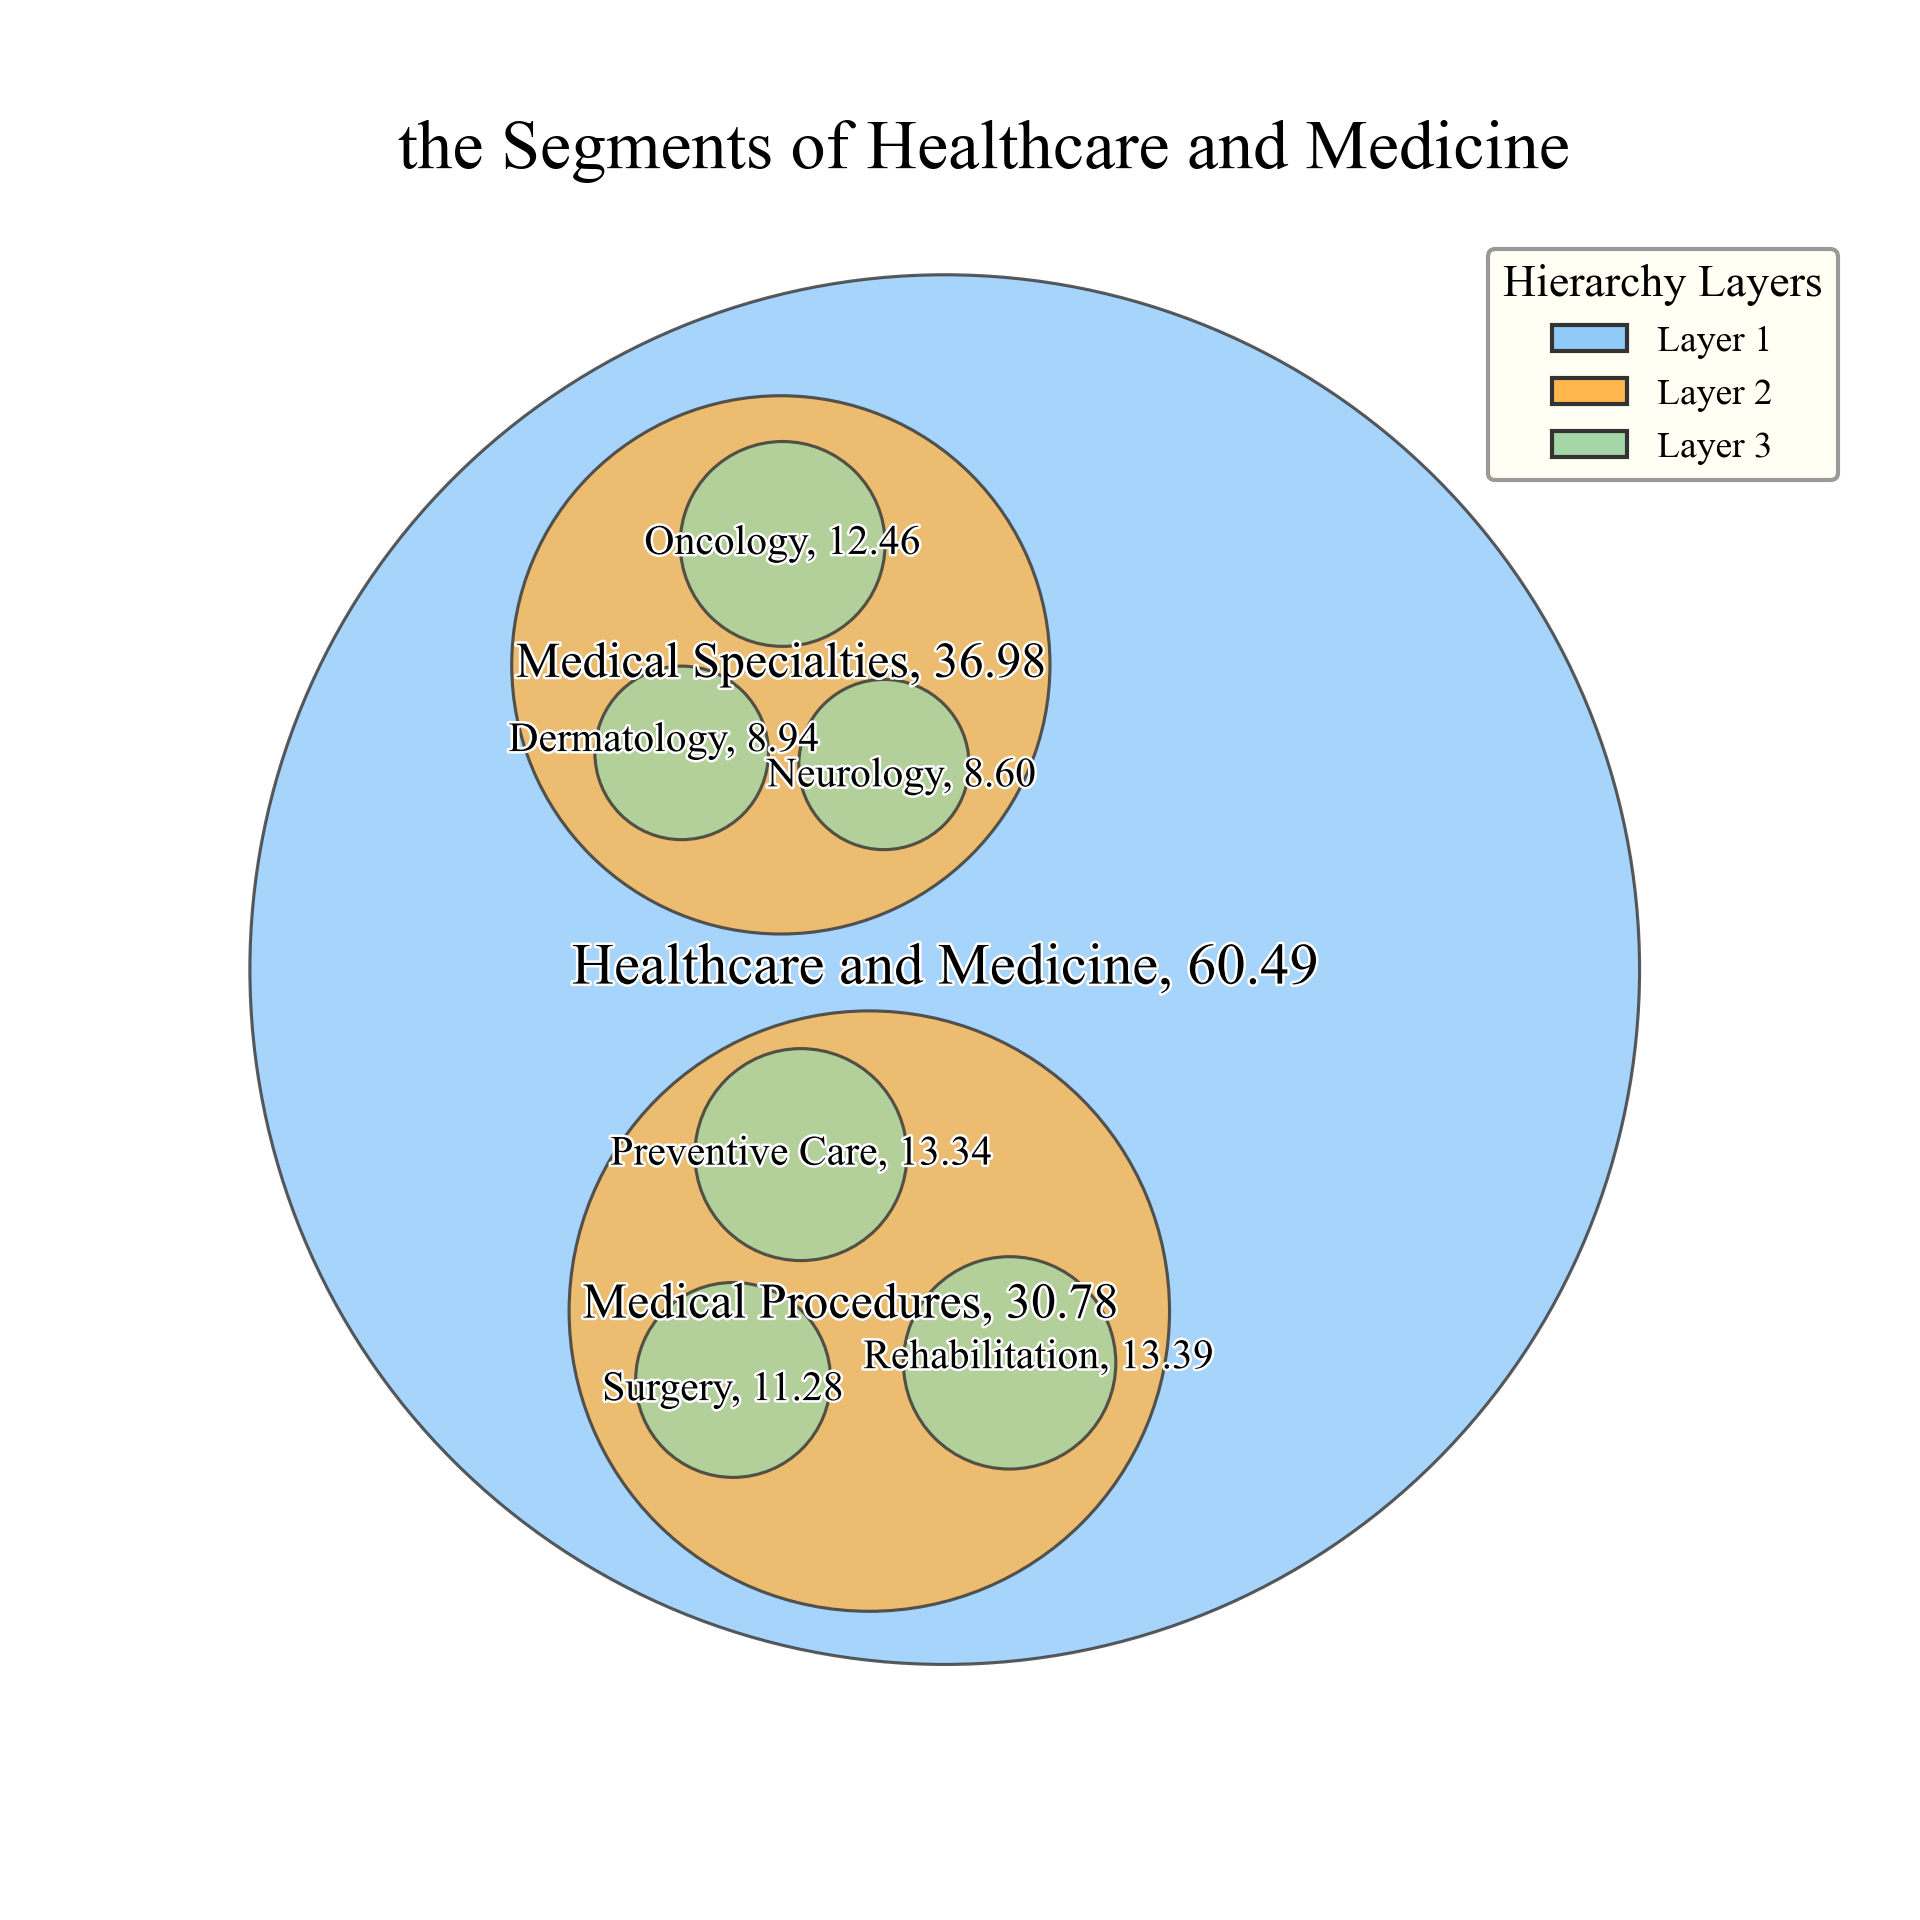 the Segments of Healthcare and Medicine
Hierarchy Layers
Layer 1
Layer 2
Layer 3
Oncology, 12.46
Medical Specialties, 36.98
Dermatology, 8.94
Neurology, 8.60
Healthcare and Medicine, 60.49
Preventive Care, 13.34
Medical Procedures, 30.78
Rehabilitation, 13.39
Surgery, 11.28